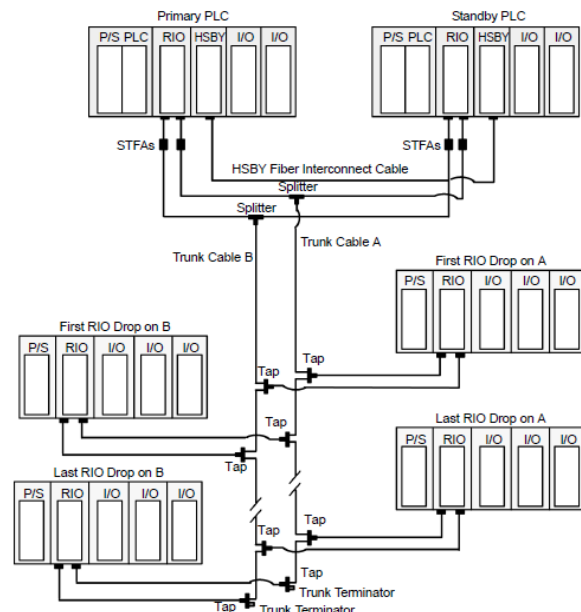 Primary PLC
Standby PLC
P/S PLC RIO HSBY I/O I/O
P/S PLC RIO HSBY I/O I/O
STFAs
STFAs
HSBY Fiber Interconnect Cable
Splitter
Splitter
Trunk Cable B
Trunk Cable A
First RIO Drop on A
P/S RIO I/O I/O I/O
First RIO Drop on B
P/S RIO I/O I/O I/O
Tap
Tap
Tap
Last RIO Drop on A
P/S RIO I/O I/O I/O
Tap
Last RIO Drop on B
P/S RIO I/O I/O I/O
Tap
Tap
Tap
Trunk Terminator
Tap
Trunk Terminator